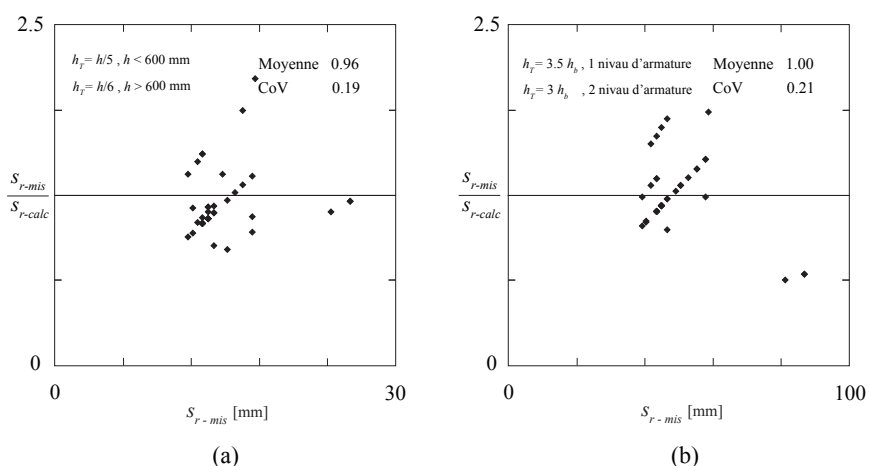 2.5
h_T = h/5 , h < 600 mm
h_T = h/6 , h > 600 mm
Moyenne 0.96
CoV 0.19
s_r-mis
s_r-calc
0
0
30
s_r - mis [mm]
(a)
2.5
h_T = 3.5 h_b , 1 nivau d’armature
h_T = 3 h_b , 2 nivau d’armature
Moyenne 1.00
CoV 0.21
s_r-mis
s_r-calc
0
0
100
s_r - mis [mm]
(b)